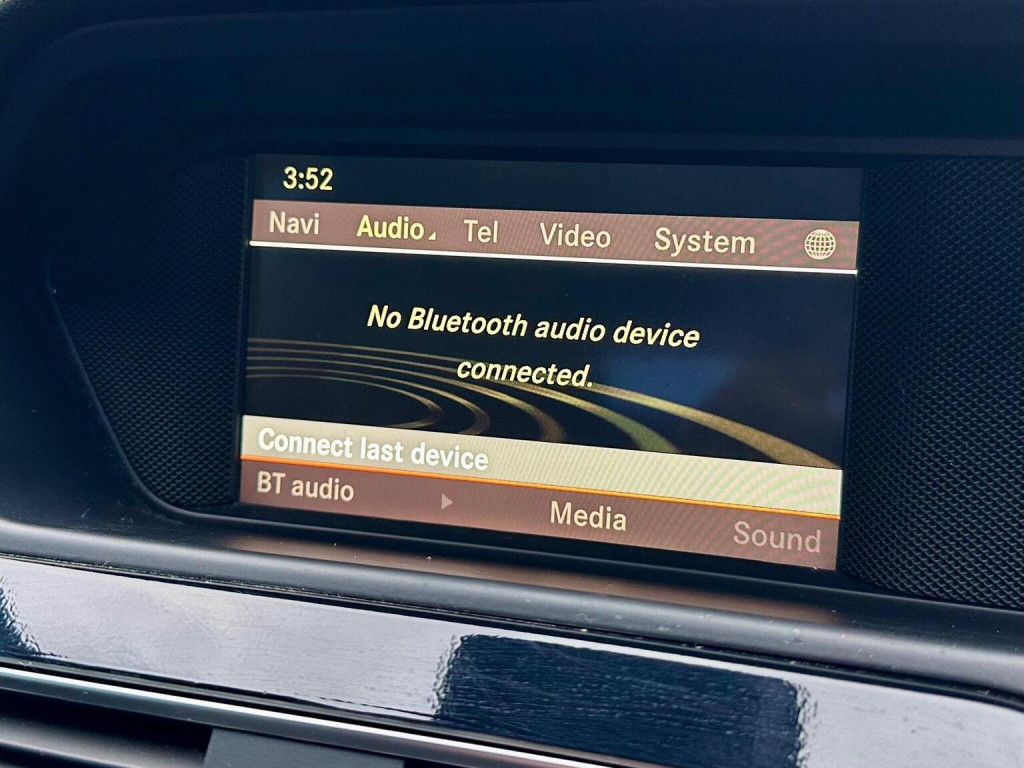 3:52
Navi Audio Tel Video System
No Bluetooth audio device
connected.
Connect last device
BT audio Media Sound